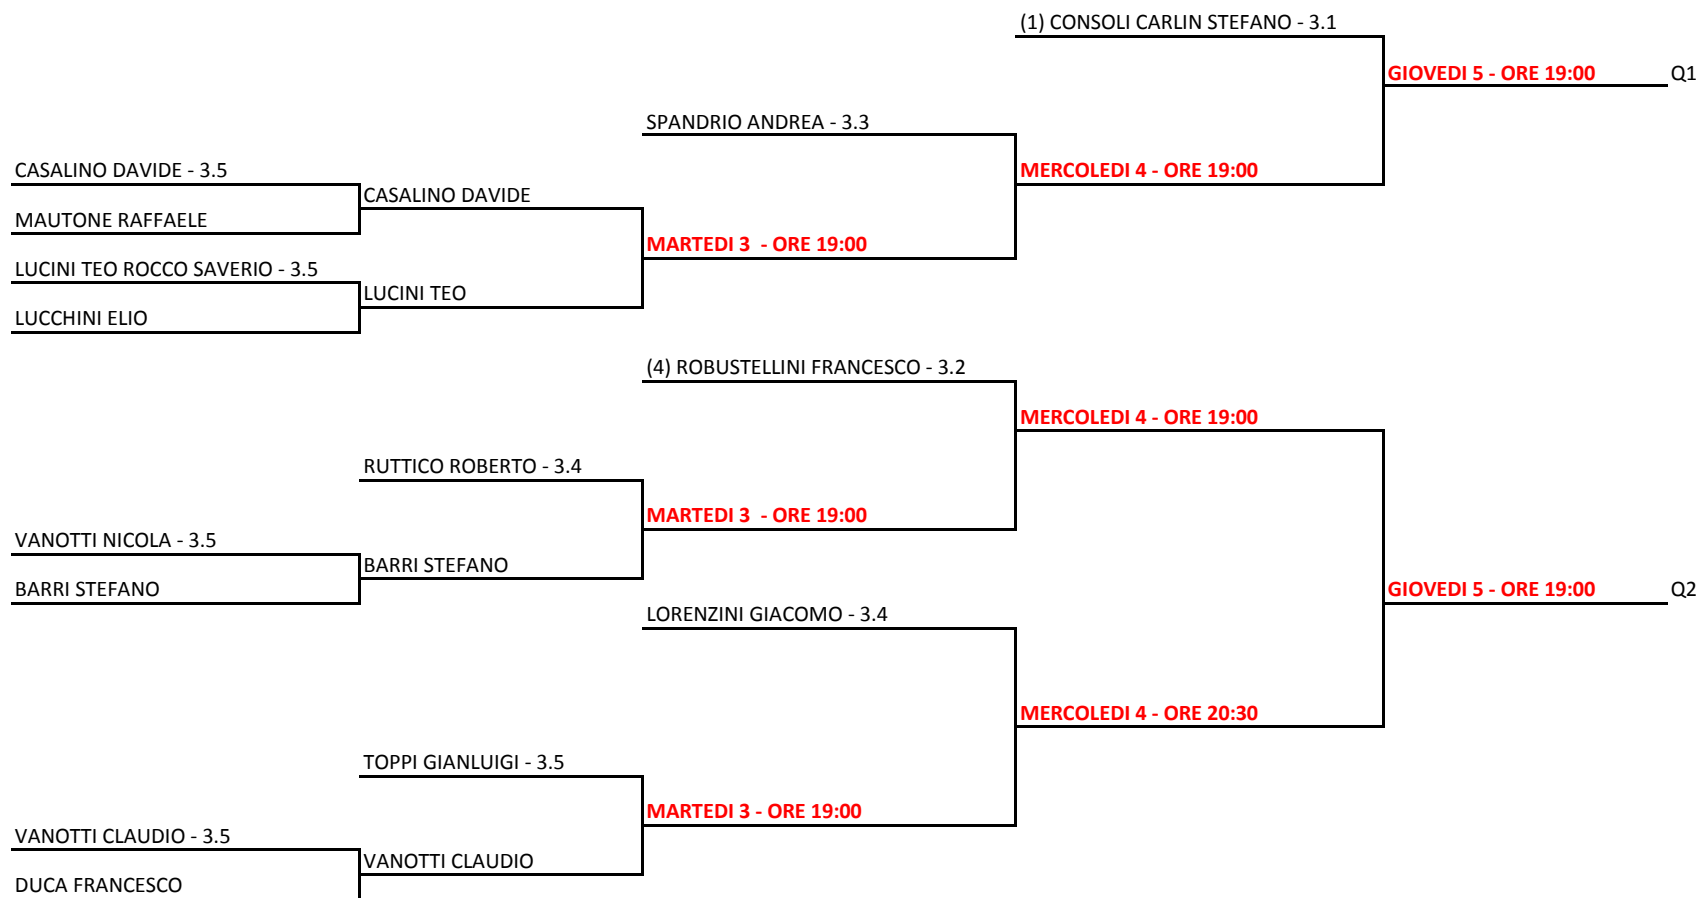 (1) CONSOLI CARLIN STEFANO - 3.1
GIOVEDI 5 - ORE 19:00 Q1
SPANDRIO ANDREA - 3.3
CASALINO DAVIDE - 3.5
MERCOLEDI 4 - ORE 19:00
CASALINO DAVIDE
MAUTONE RAFFAELE
MARTEDI 3  - ORE 19:00
LUCINI TEO ROCCO SAVERIO - 3.5
LUCINI TEO
LUCCHINI ELIO
(4) ROBUSTELLINI FRANCESCO - 3.2
MERCOLEDI 4 - ORE 19:00
RUTTICO ROBERTO - 3.4
MARTEDI 3  - ORE 19:00
VANOTTI NICOLA - 3.5
BARRI STEFANO
BARRI STEFANO
GIOVEDI 5 - ORE 19:00 Q2
LORENZINI GIACOMO - 3.4
MERCOLEDI 4 - ORE 20:30
TOPPI GIANLUIGI - 3.5
MARTEDI 3 - ORE 19:00
VANOTTI CLAUDIO - 3.5
VANOTTI CLAUDIO
DUCA FRANCESCO